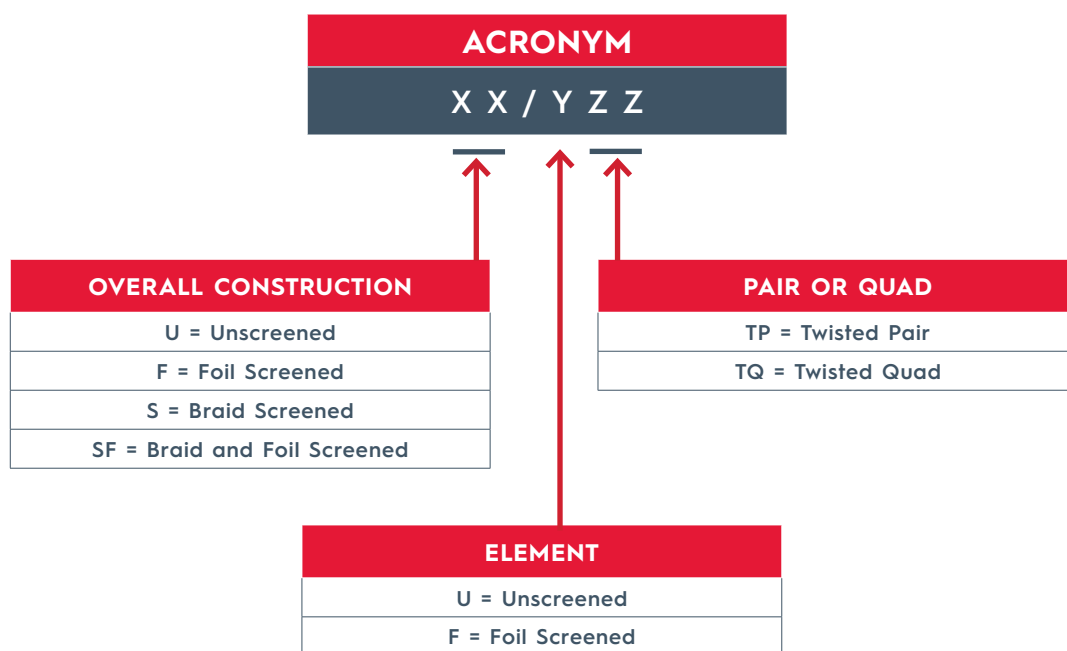 ACRONYM
X X / Y Z Z
OVERALL CONSTRUCTION
U = Unscreened
F = Foil Screened
S = Braid Screened
SF = Braid and Foil Screened
PAIR OR QUAD
TP = Twisted Pair
TQ = Twisted Quad
ELEMENT
U = Unscreened
F = Foil Screened